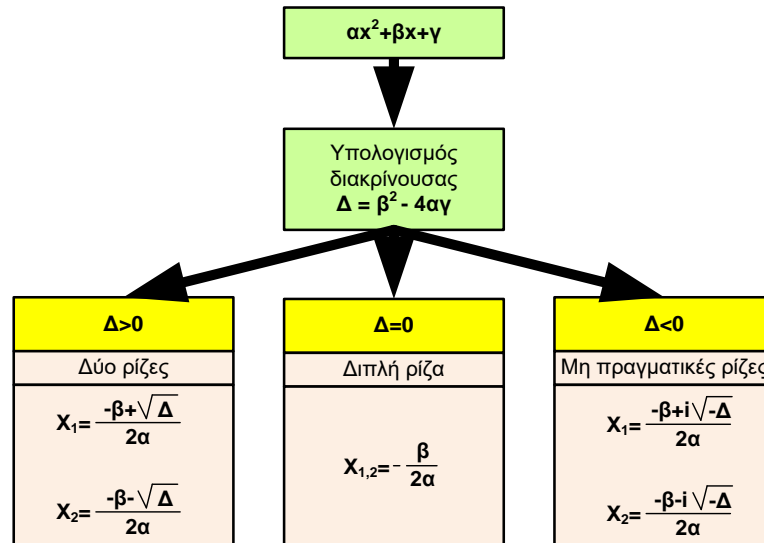 αx²+βx+γ
Υπολογισμός
διακρίνουσας
Δ = β² - 4αγ
Δ>0
Δύο ρίζες
X₁= -β+√Δ / 2α
X₂= -β-√Δ / 2α
Δ=0
Διπλή ρίζα
X₁,₂= - β / 2α
Δ<0
Μη πραγματικές ρίζες
X₁= -β+i√-Δ / 2α
X₂= -β-i√-Δ / 2α